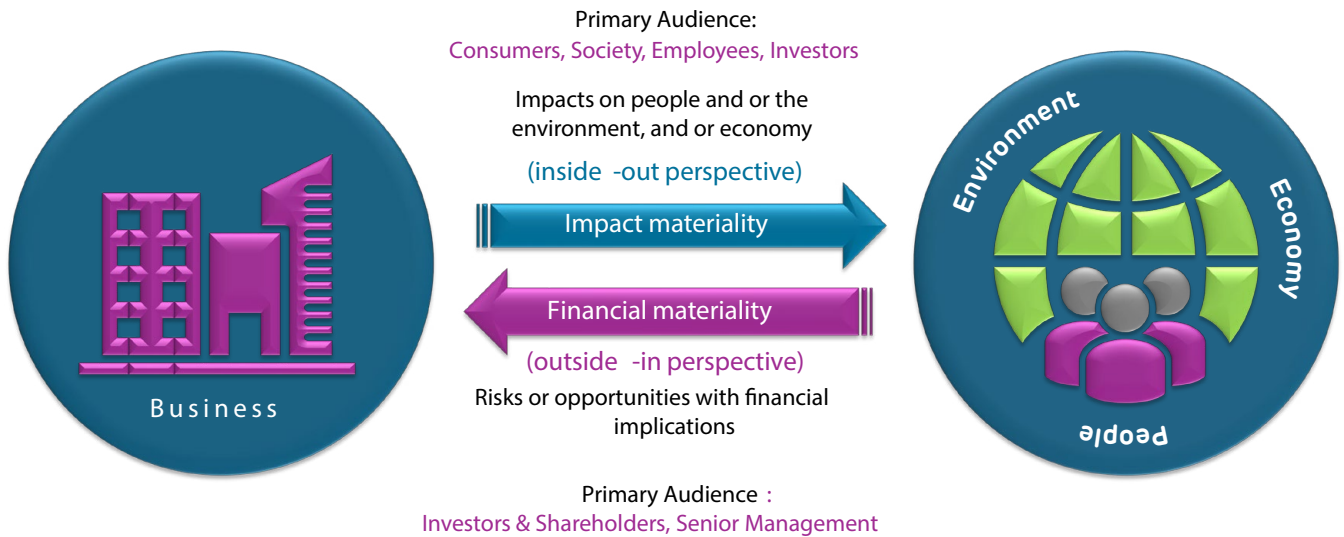 Primary Audience:
Consumers, Society, Employees, Investors
Impacts on people and or the
environment, and or economy
(inside -out perspective)
Impact materiality
Financial materiality
(outside -in perspective)
Risks or opportunities with financial
implications
Primary Audience :
Investors & Shareholders, Senior Management
Business
Environment
Economy
People